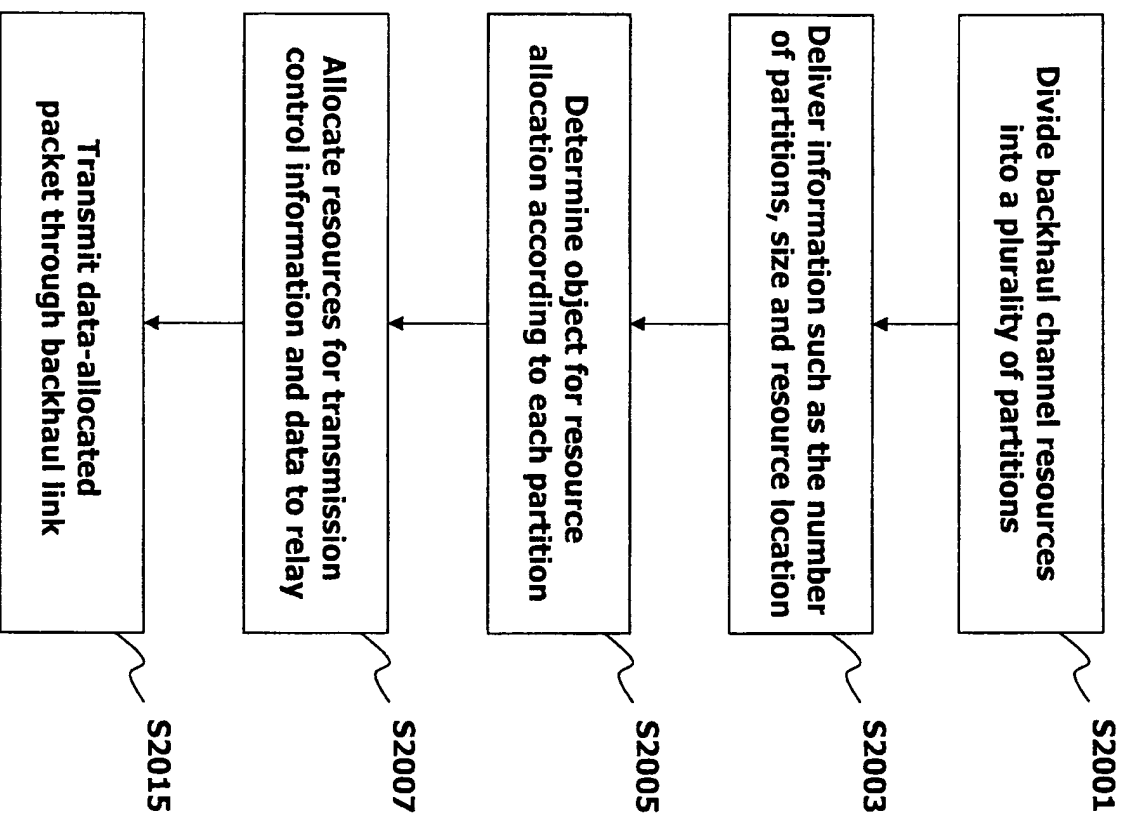 Divide backhaul channel resources
into a plurality of partitions
S2001
Deliver information such as the number
of partitions, size and resource location
S2003
Determine object for resource
allocation according to each partition
S2005
Allocate resources for transmission
control information and data to relay
S2007
Transmit data-allocated
packet through backhaul link
S2015